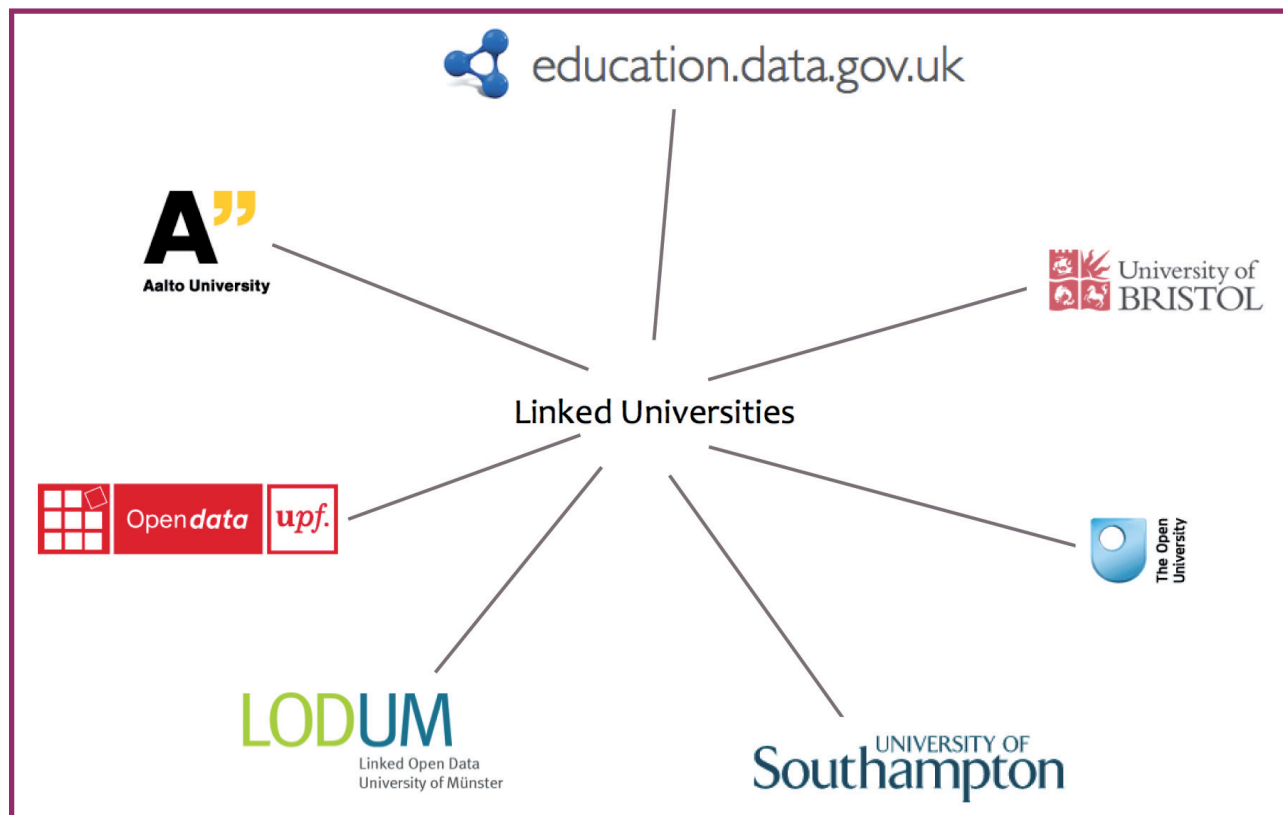 education.data.gov.uk
A”
Aalto University
University of
BRISTOL
Linked Universities
Opendata
upf.
The Open
University
LODUM
Linked Open Data
University of Münster
UNIVERSITY OF
Southampton